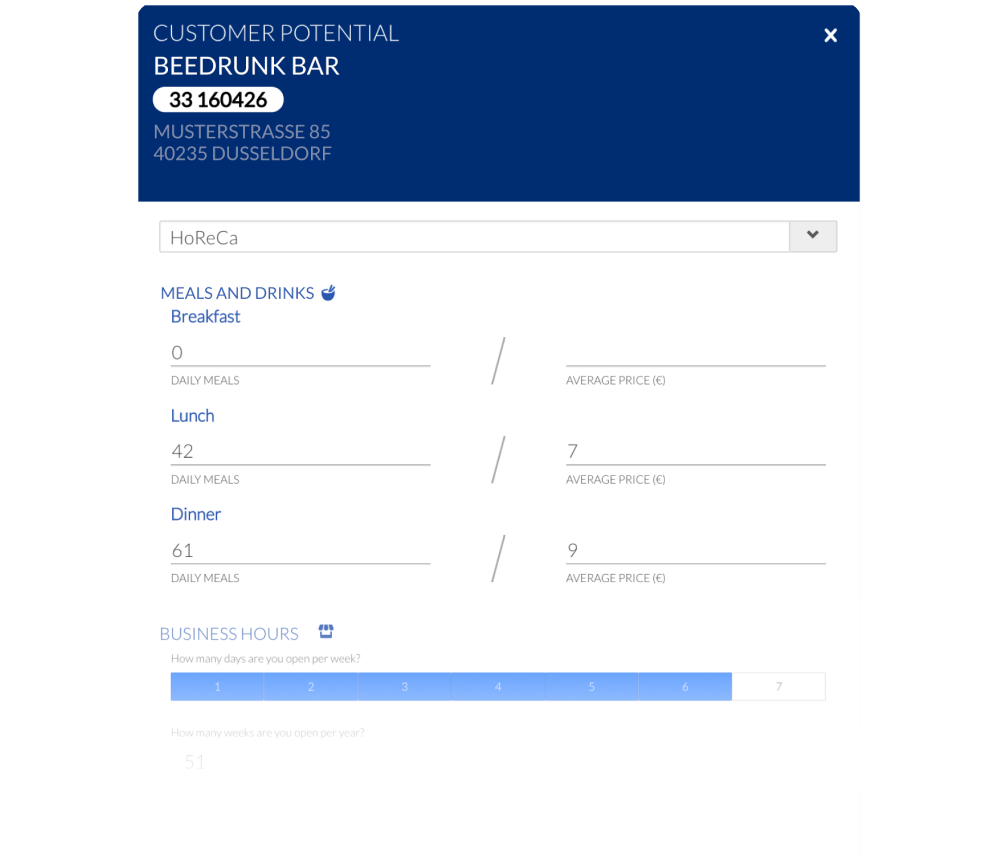 CUSTOMER POTENTIAL
BEEDRUNK BAR
33 160426
MUSTERSTRASSE 85
40235 DUSSELDORF
HoReCa
MEALS AND DRINKS
Breakfast
0
DAILY MEALS
AVERAGE PRICE (€)
Lunch
42 7
DAILY MEALS AVERAGE PRICE (€)
Dinner
61 9
DAILY MEALS AVERAGE PRICE (€)
BUSINESS HOURS
How many days are you open per week?
1 2 3 4 5 6 7
How many weeks are you open per year?
51